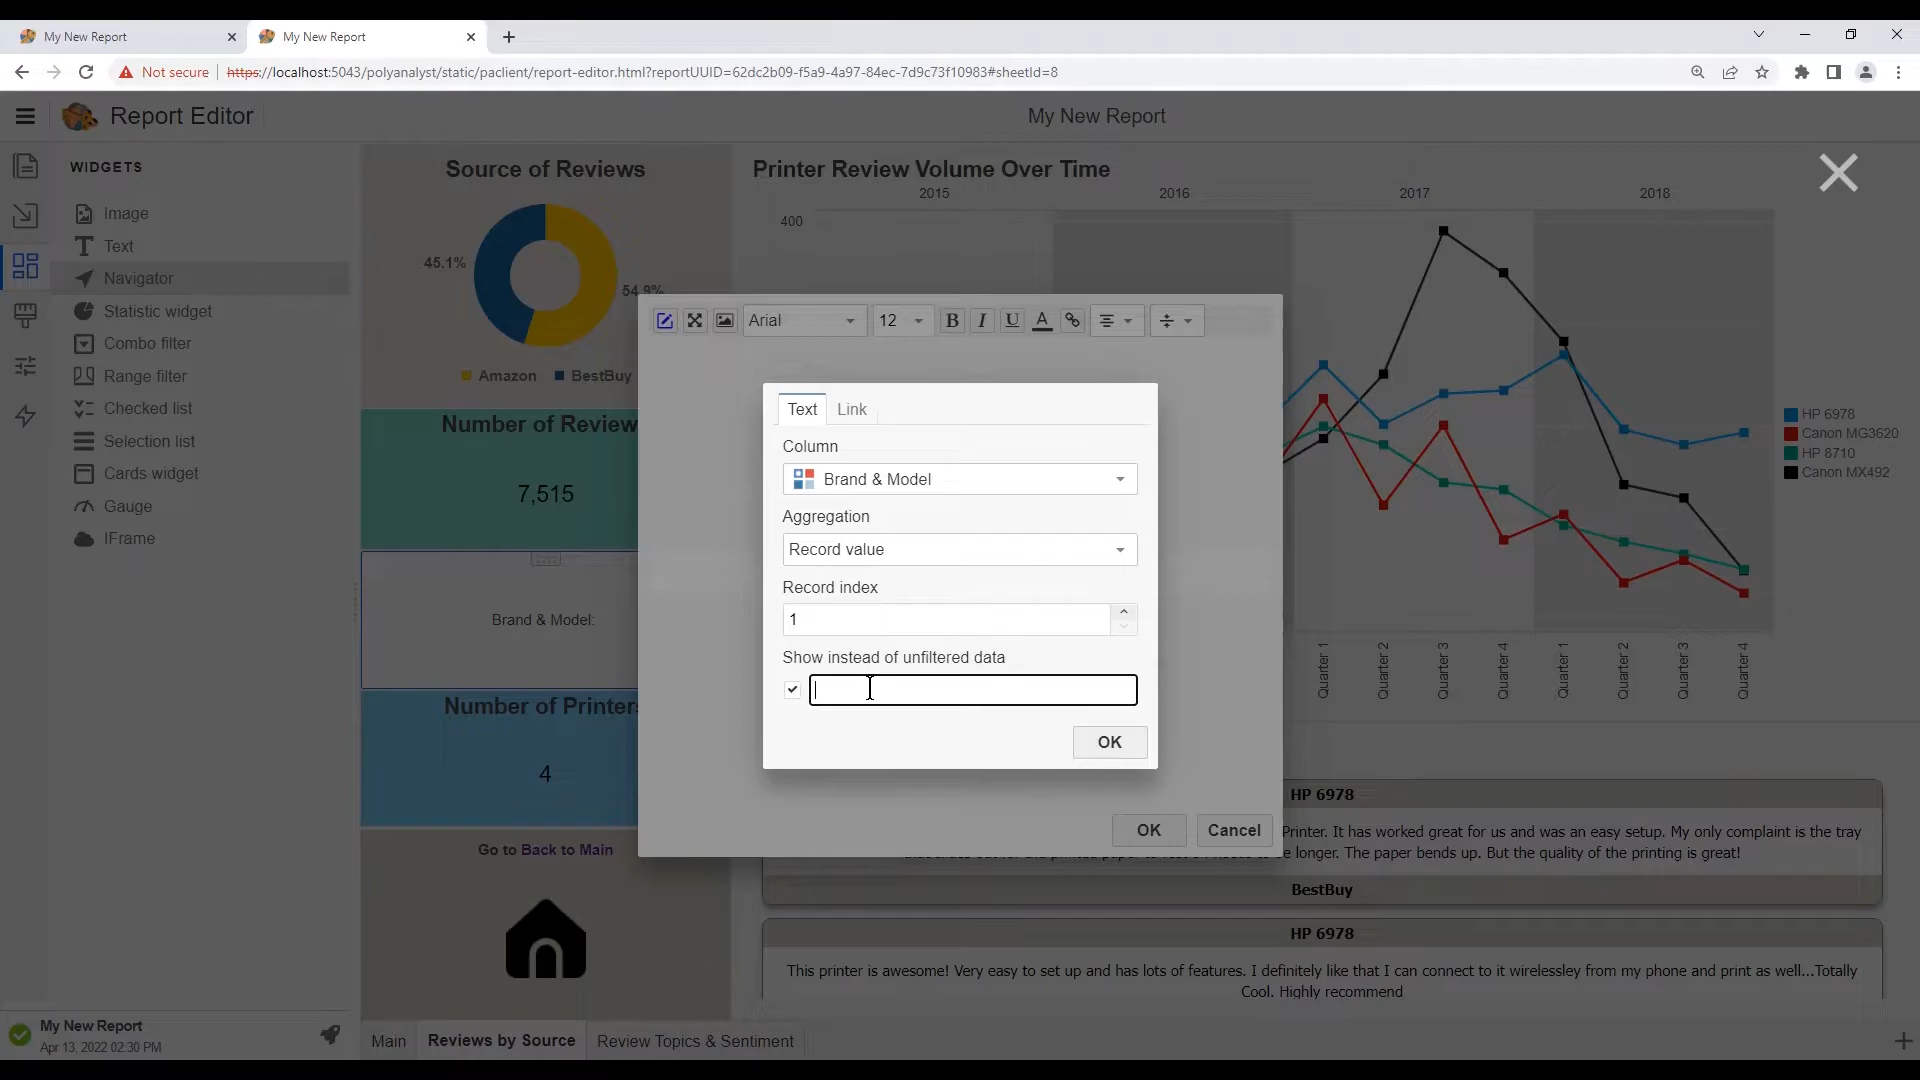 My New Report
My New Report
Not secure
https://localhost:5043/polyanalyst/static/paclient/report-editor.html?reportUUID=62dc2b09-f5a9-4a97-84ec-7d9c73f10983#sheetId=8
Report Editor
My New Report
WIDGETS
Image
Text
Navigator
Statistic widget
Combo filter
Range filter
Checked list
Selection list
Cards widget
Gauge
IFrame
My New Report
Apr 13, 2022 02:30 PM
Source of Reviews
45.1%
54.9%
Amazon
BestBuy
Number of Review
7,515
Brand & Model:
Number of Printers
4
Go to Back to Main
Printer Review Volume Over Time
2015
2016
2017
2018
400
HP 6978
Canon MG3620
HP 8710
Canon MX492
Quarter 1
Quarter 2
Quarter 3
Quarter 4
Quarter 1
Quarter 2
Quarter 3
Quarter 4
Arial
12
B
I
U
A
Text
Link
Column
Brand & Model
Aggregation
Record value
Record index
1
Show instead of unfiltered data
OK
OK
Cancel
HP 6978
Printer. It has worked great for us and was an easy setup. My only complaint is the tray
be longer. The paper bends up. But the quality of the printing is great!
BestBuy
HP 6978
This printer is awesome! Very easy to set up and has lots of features. I definitely like that I can connect to it wirelessley from my phone and print as well...Totally
Cool. Highly recommend
Main
Reviews by Source
Review Topics & Sentiment